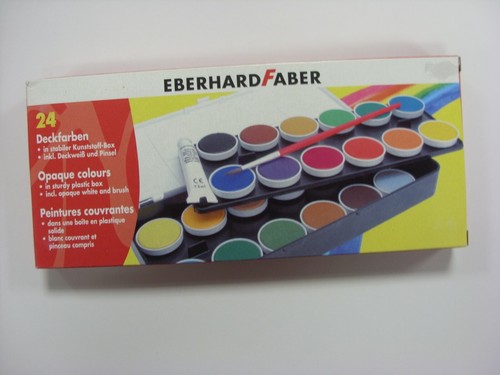 EBERHARDFABER
24
Deckfarben
• in stabiler Kunststoff-Box
• inkl. Deckweiß und Pinsel
Opaque colours
• in sturdy plastic box
• incl. opaque white and brush
Peintures couvrantes
• dans une boîte en plastique
solide
• blanc couvrant et
pinceau compris
CE